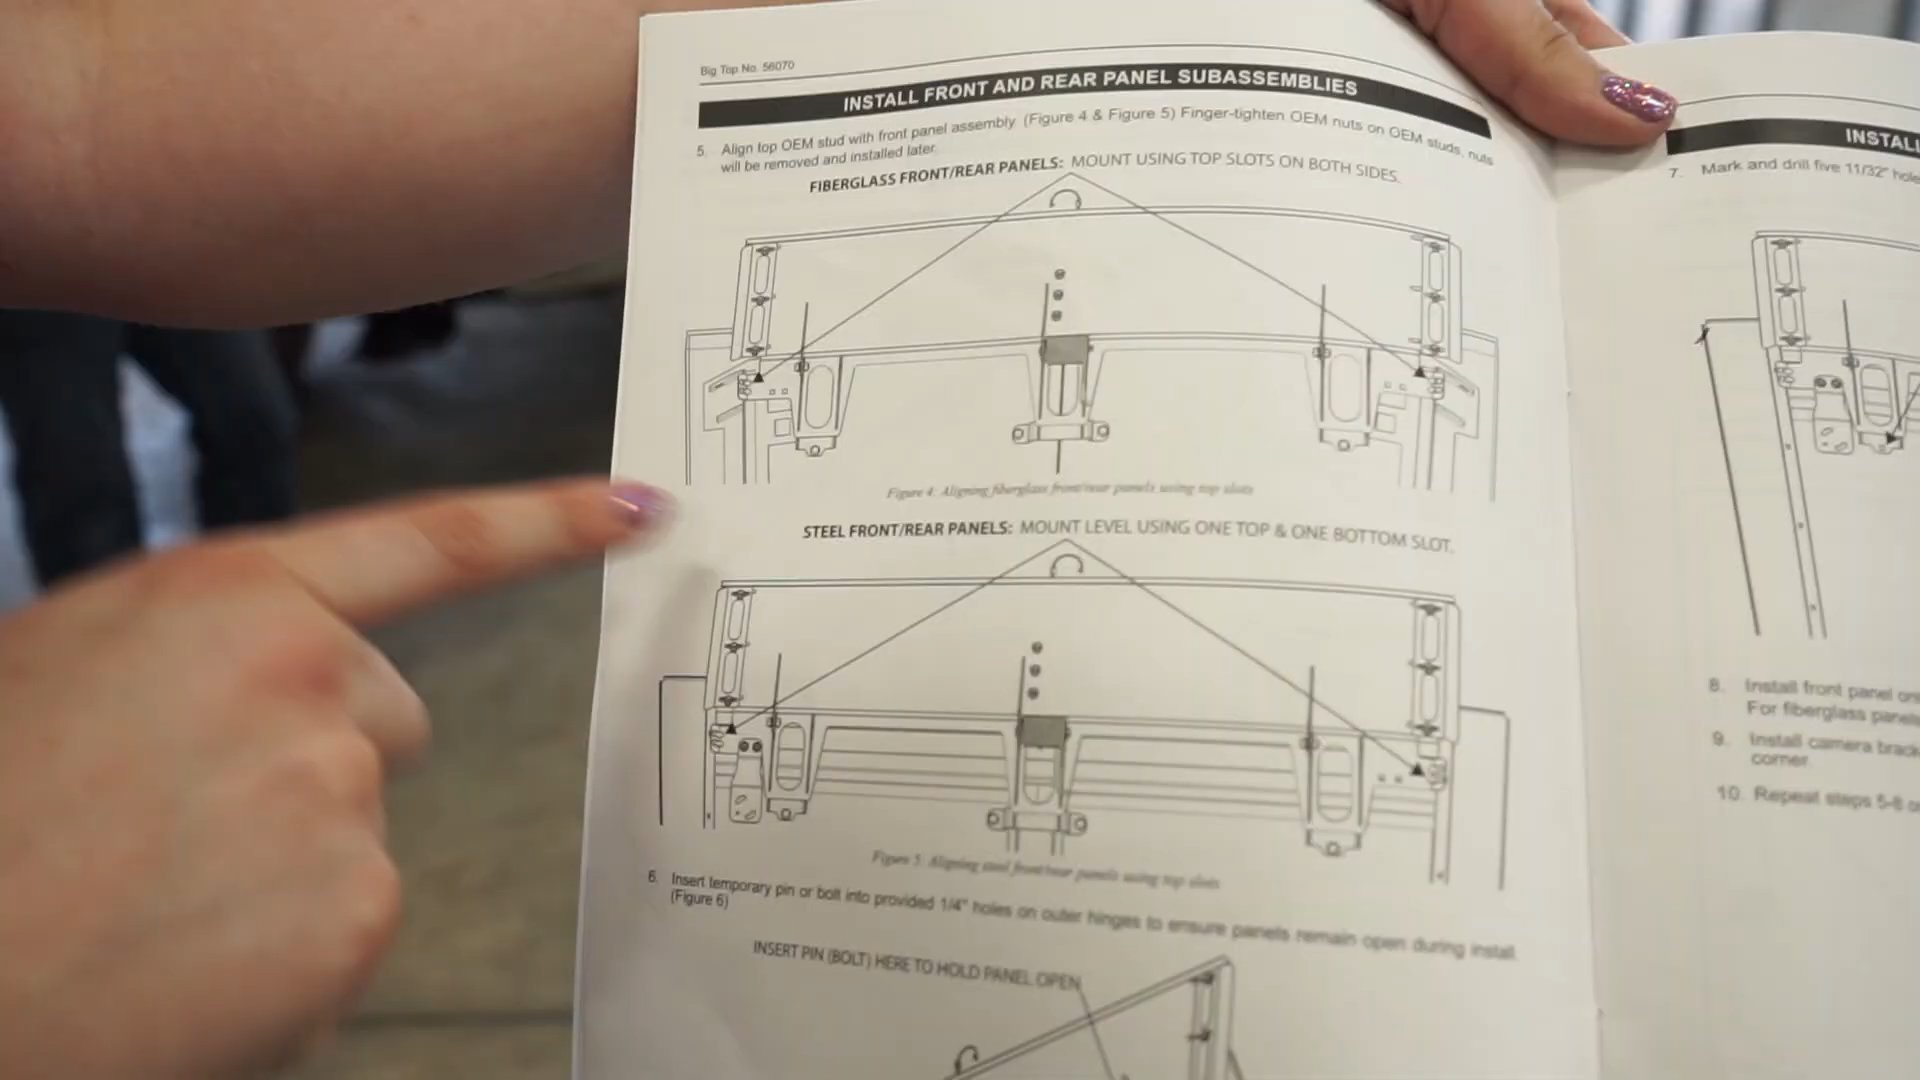 Big Top No. 56070
INSTALL FRONT AND REAR PANEL SUBASSEMBLIES
5. Align top OEM stud with front panel assembly. (Figure 4 & Figure 5) Finger-tighten OEM nuts on OEM studs, nuts
will be removed and installed later.
FIBERGLASS FRONT/REAR PANELS: MOUNT USING TOP SLOTS ON BOTH SIDES.
Figure 4: Aligning fiberglass front/rear panels using top slots
STEEL FRONT/REAR PANELS: MOUNT LEVEL USING ONE TOP & ONE BOTTOM SLOT.
Figure 5: Aligning steel front/rear panels using top slots
6. Insert temporary pin or bolt into provided 1/4" holes on outer hinges to ensure panels remain open during install.
(Figure 6)
INSERT PIN (BOLT) HERE TO HOLD PANEL OPEN
INSTALL
7. Mark and drill five 11/32" hole
8. Install front panel
For fiberglass
9. Install camera
corner.
10. Repeat steps 5-8